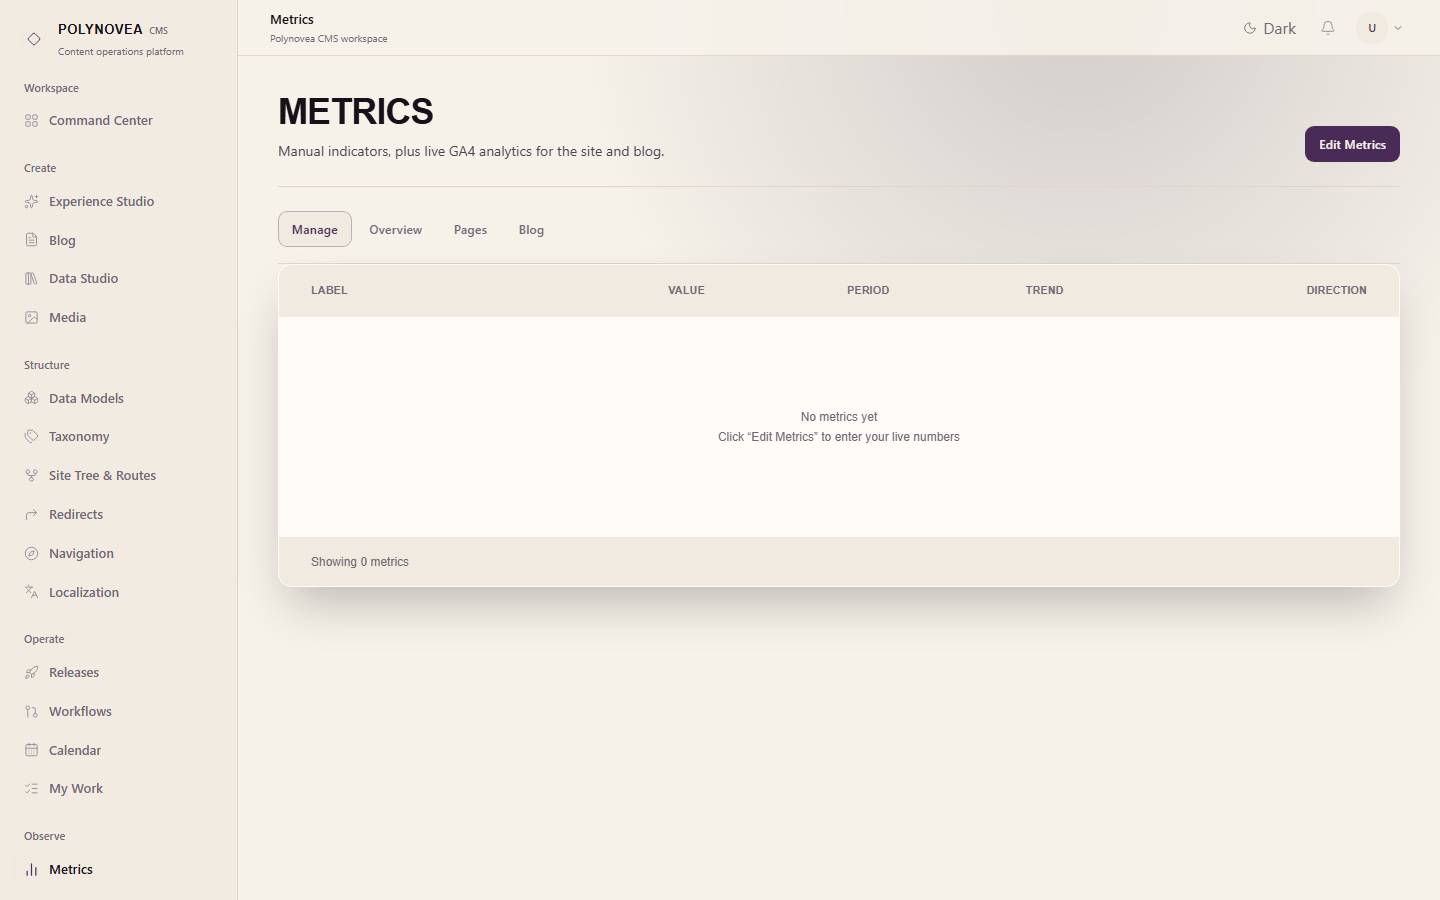 POLYNOVEA CMS
Content operations platform
Workspace
Command Center
Create
Experience Studio
Blog
Data Studio
Media
Structure
Data Models
Taxonomy
Site Tree & Routes
Redirects
Navigation
Localization
Operate
Releases
Workflows
Calendar
My Work
Observe
Metrics
Metrics
Polynovea CMS workspace
Dark
U
METRICS
Manual indicators, plus live GA4 analytics for the site and blog.
Edit Metrics
Manage Overview Pages Blog
LABEL VALUE PERIOD TREND DIRECTION
No metrics yet
Click “Edit Metrics” to enter your live numbers
Showing 0 metrics